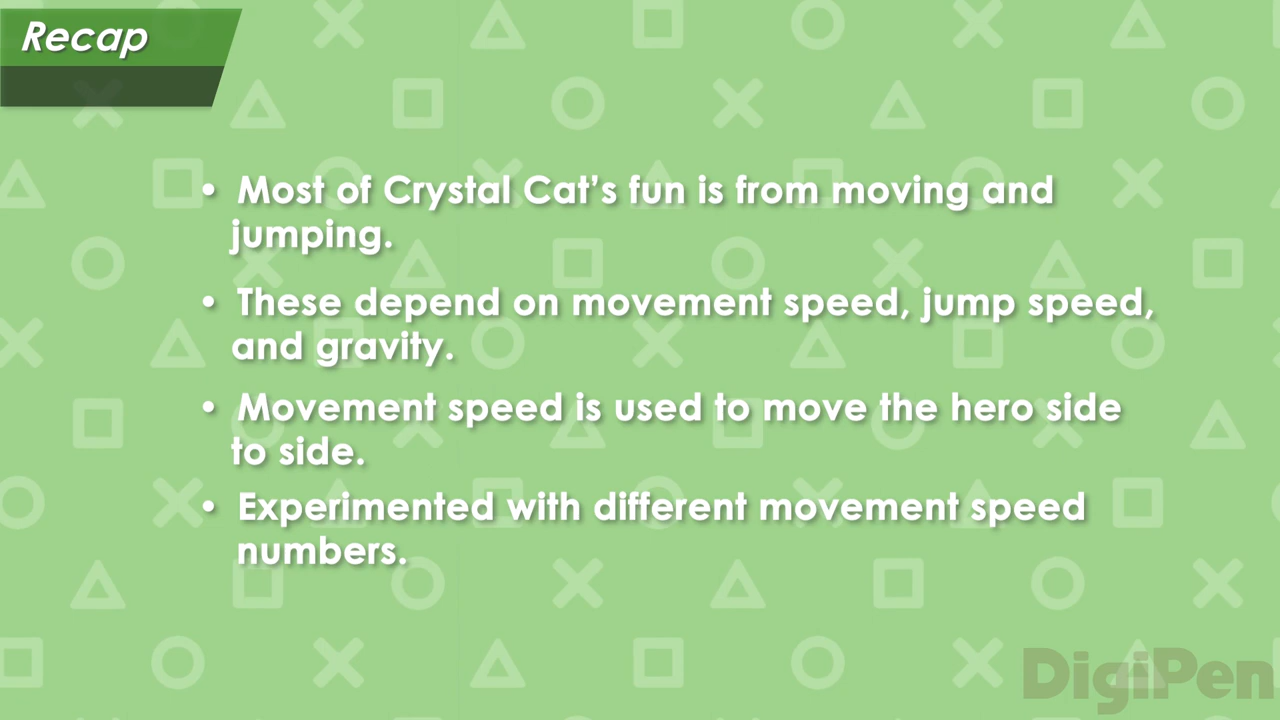 Recap
• Most of Crystal Cat’s fun is from moving and
jumping.
• These depend on movement speed, jump speed,
and gravity.
• Movement speed is used to move the hero side
to side.
• Experimented with different movement speed
numbers.
DigiPen